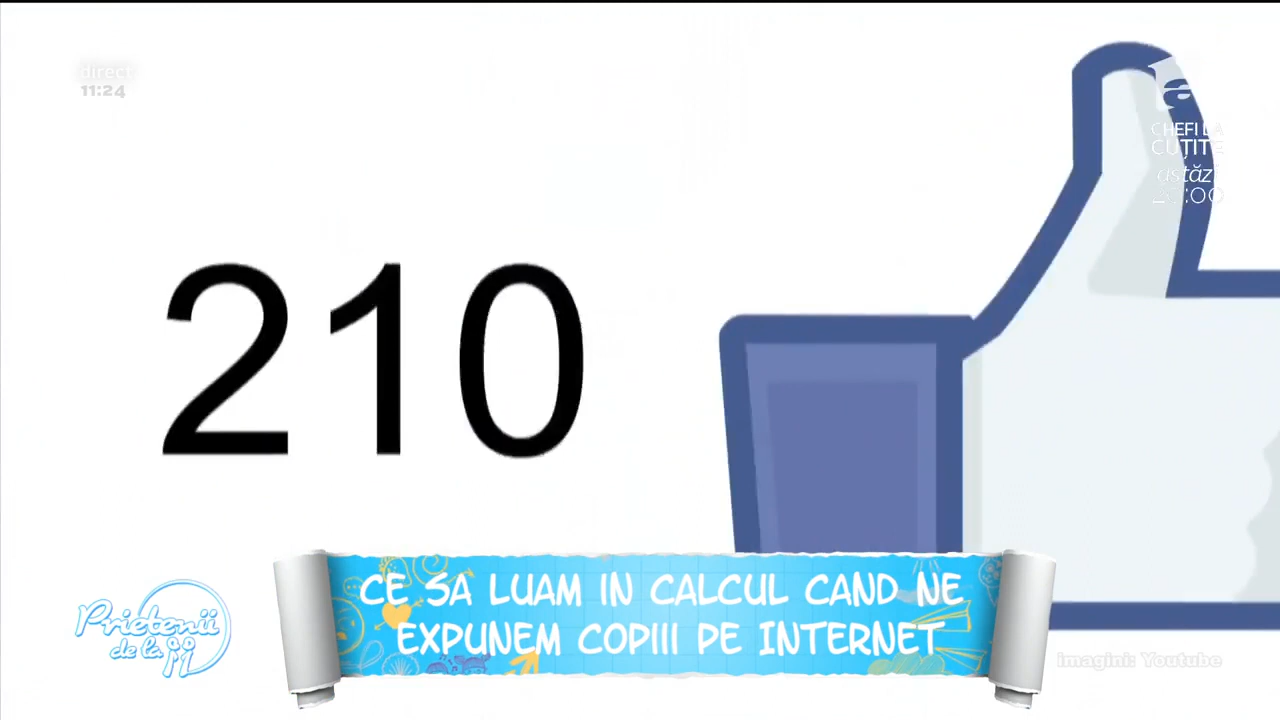 direct
11:24
CHEFI LA
CUȚITE
astăzi
20:00
210
CE SA LUAM IN CALCUL CAND NE
EXPUNEM COPIII PE INTERNET
Prietenii
de la 11
imagini: Youtube